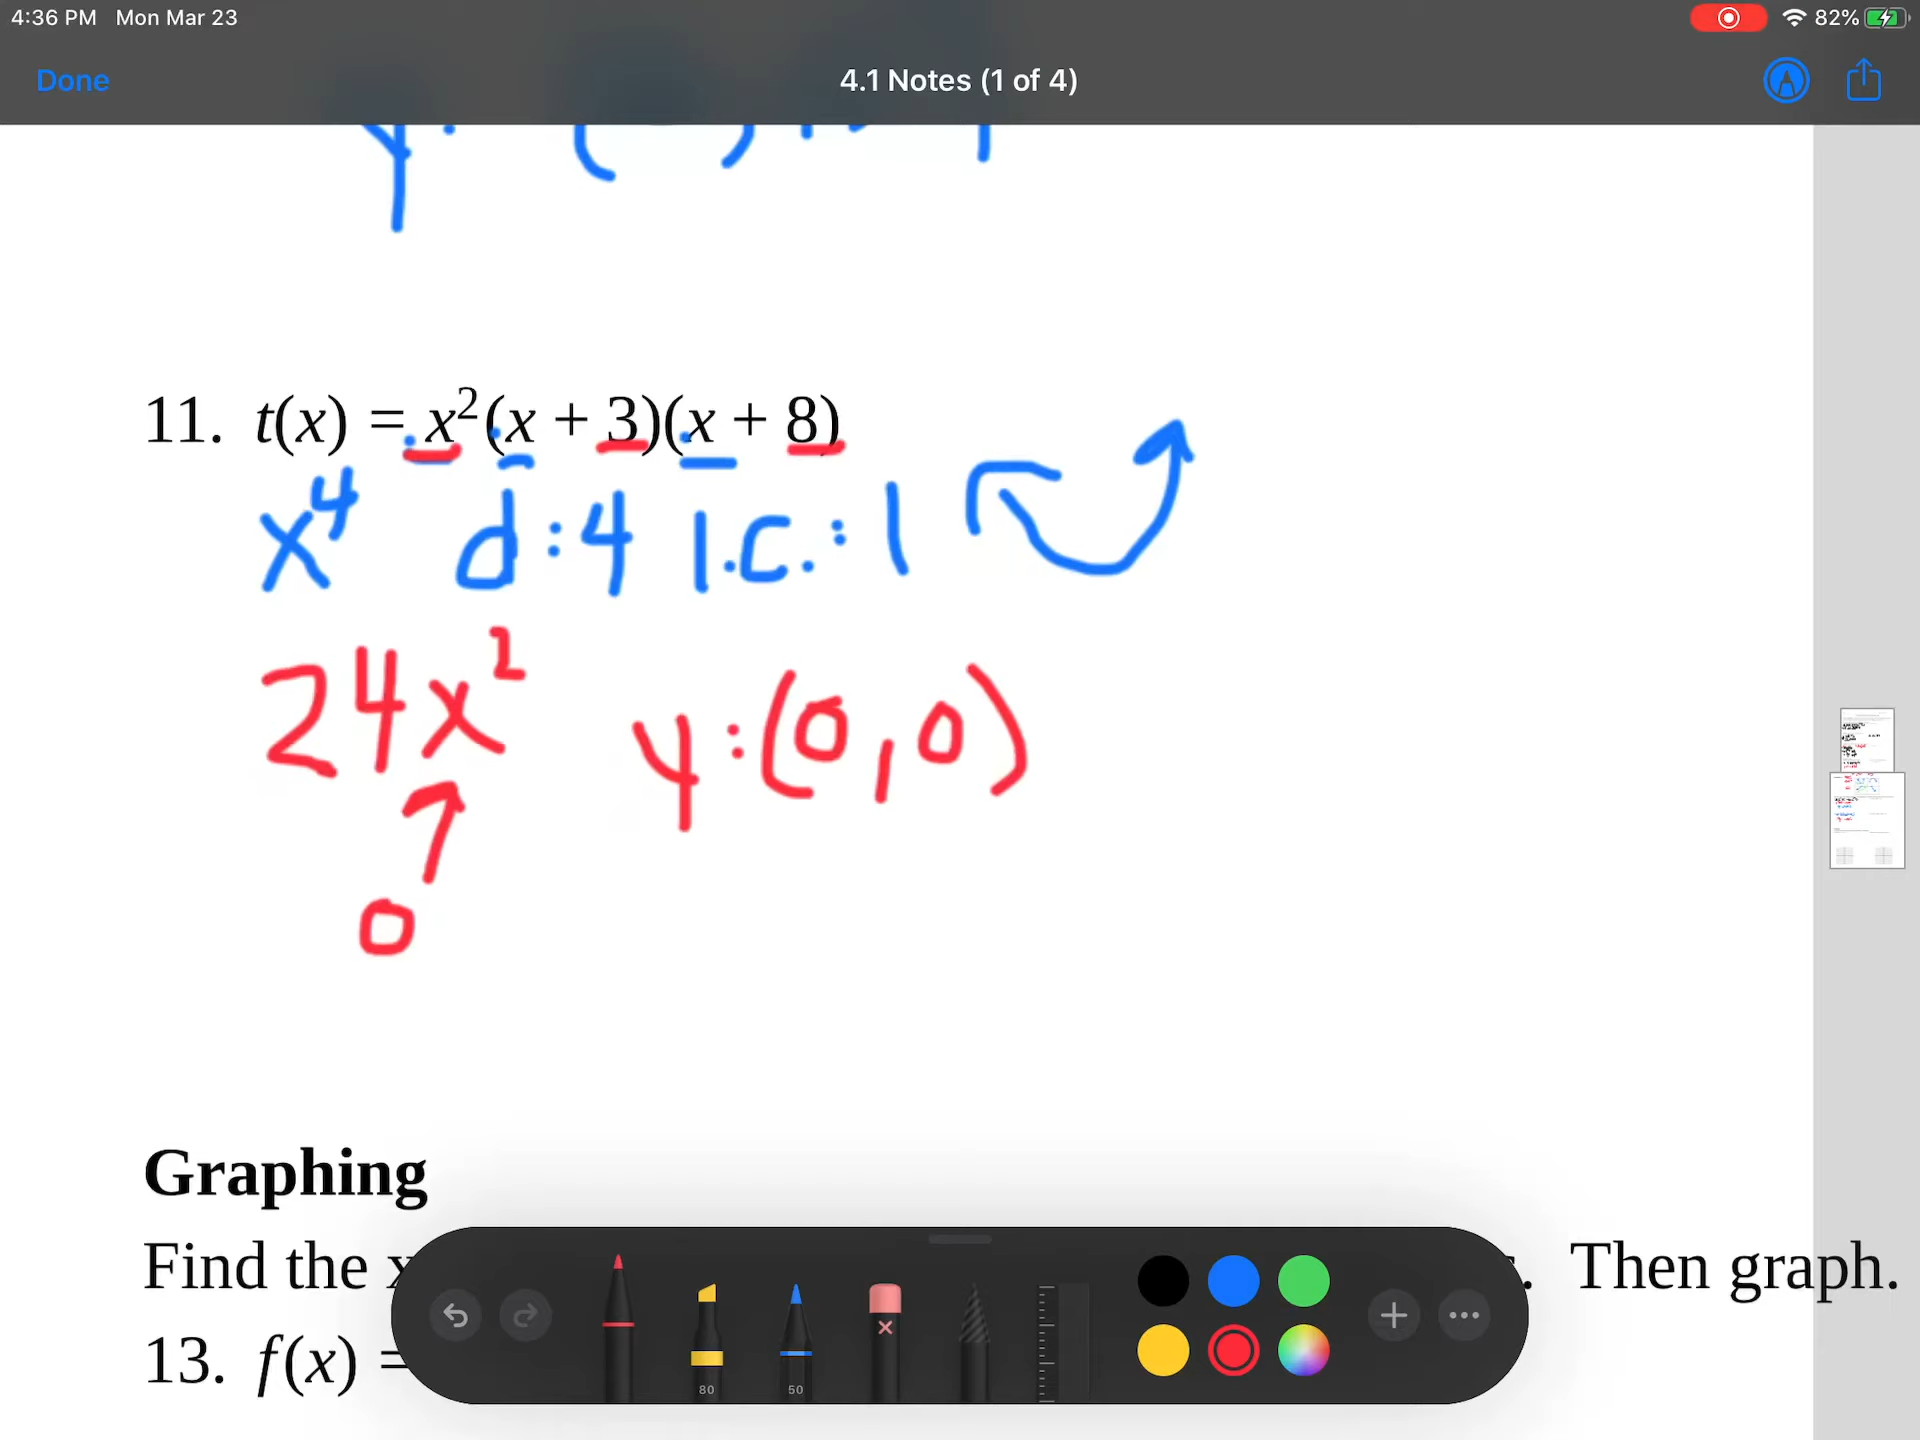 4:36 PM Mon Mar 23 82%
Done 4.1 Notes (1 of 4)
y: ( , )
11. t(x) = x²(x + 3)(x + 8)
x⁴ d:4 l.c.:1
24x² y:(0,0)
0
Graphing
Find the x . Then graph.
13. f(x) =
80 50